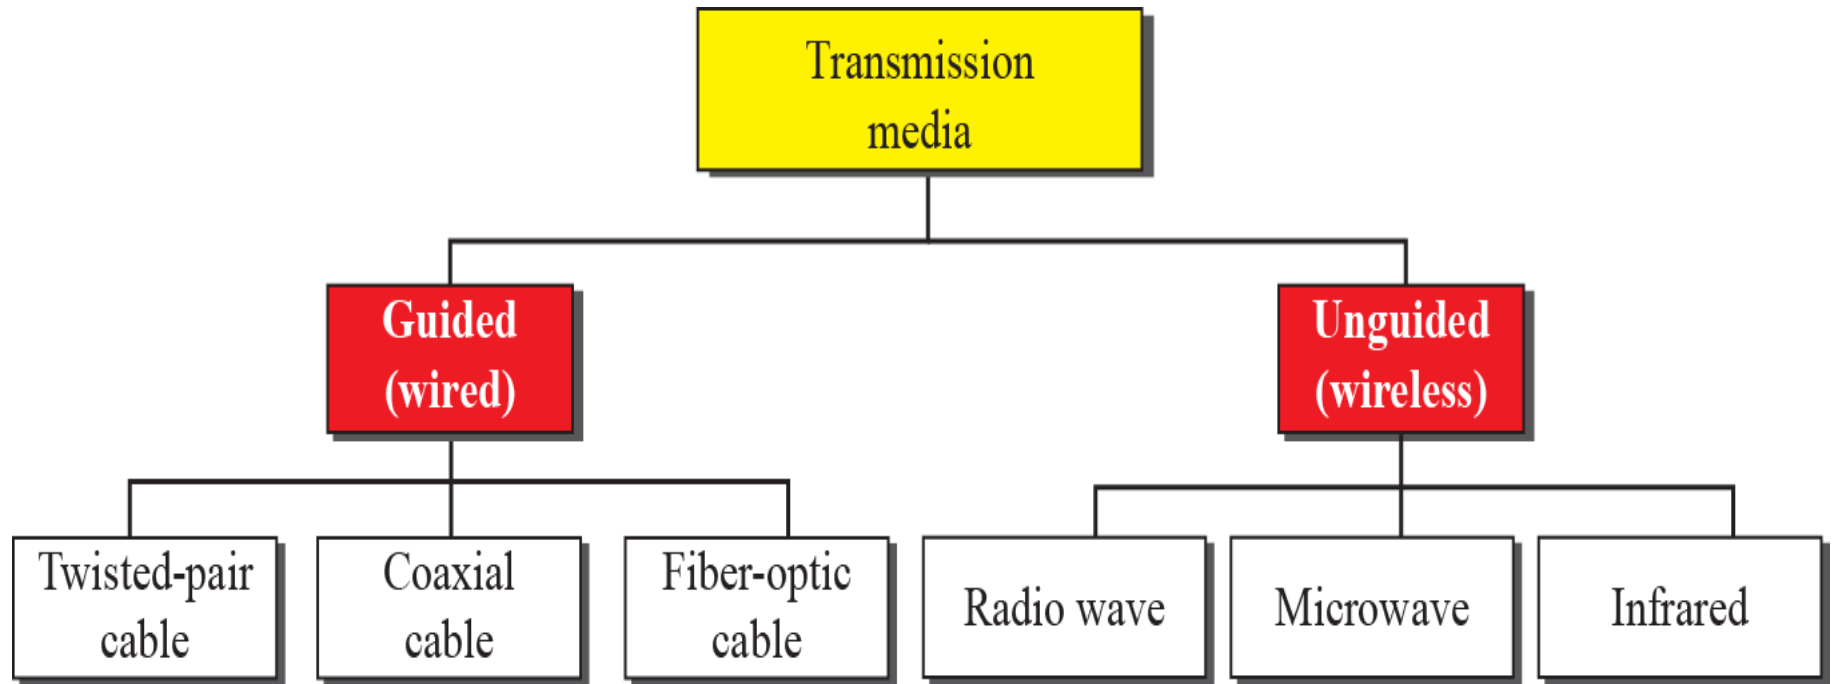 Transmission
media
Guided
(wired)
Unguided
(wireless)
Twisted-pair
cable
Coaxial
cable
Fiber-optic
cable
Radio wave
Microwave
Infrared